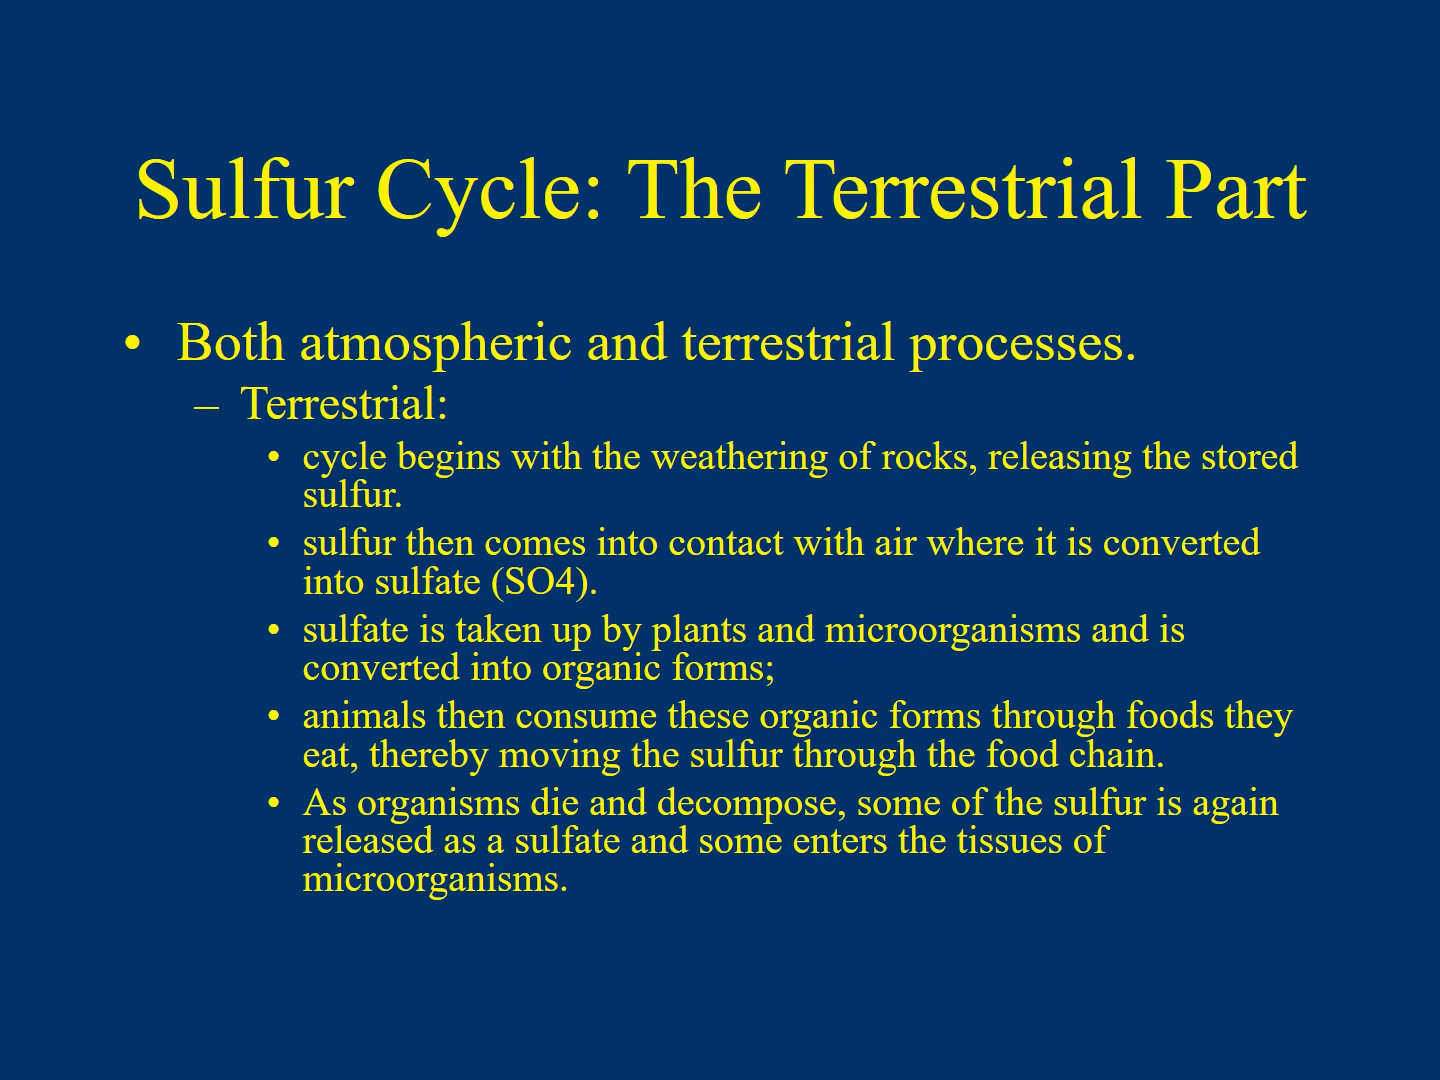 Sulfur Cycle: The Terrestrial Part
• Both atmospheric and terrestrial processes.
– Terrestrial:
• cycle begins with the weathering of rocks, releasing the stored
sulfur.
• sulfur then comes into contact with air where it is converted
into sulfate (SO4).
• sulfate is taken up by plants and microorganisms and is
converted into organic forms;
• animals then consume these organic forms through foods they
eat, thereby moving the sulfur through the food chain.
• As organisms die and decompose, some of the sulfur is again
released as a sulfate and some enters the tissues of
microorganisms.